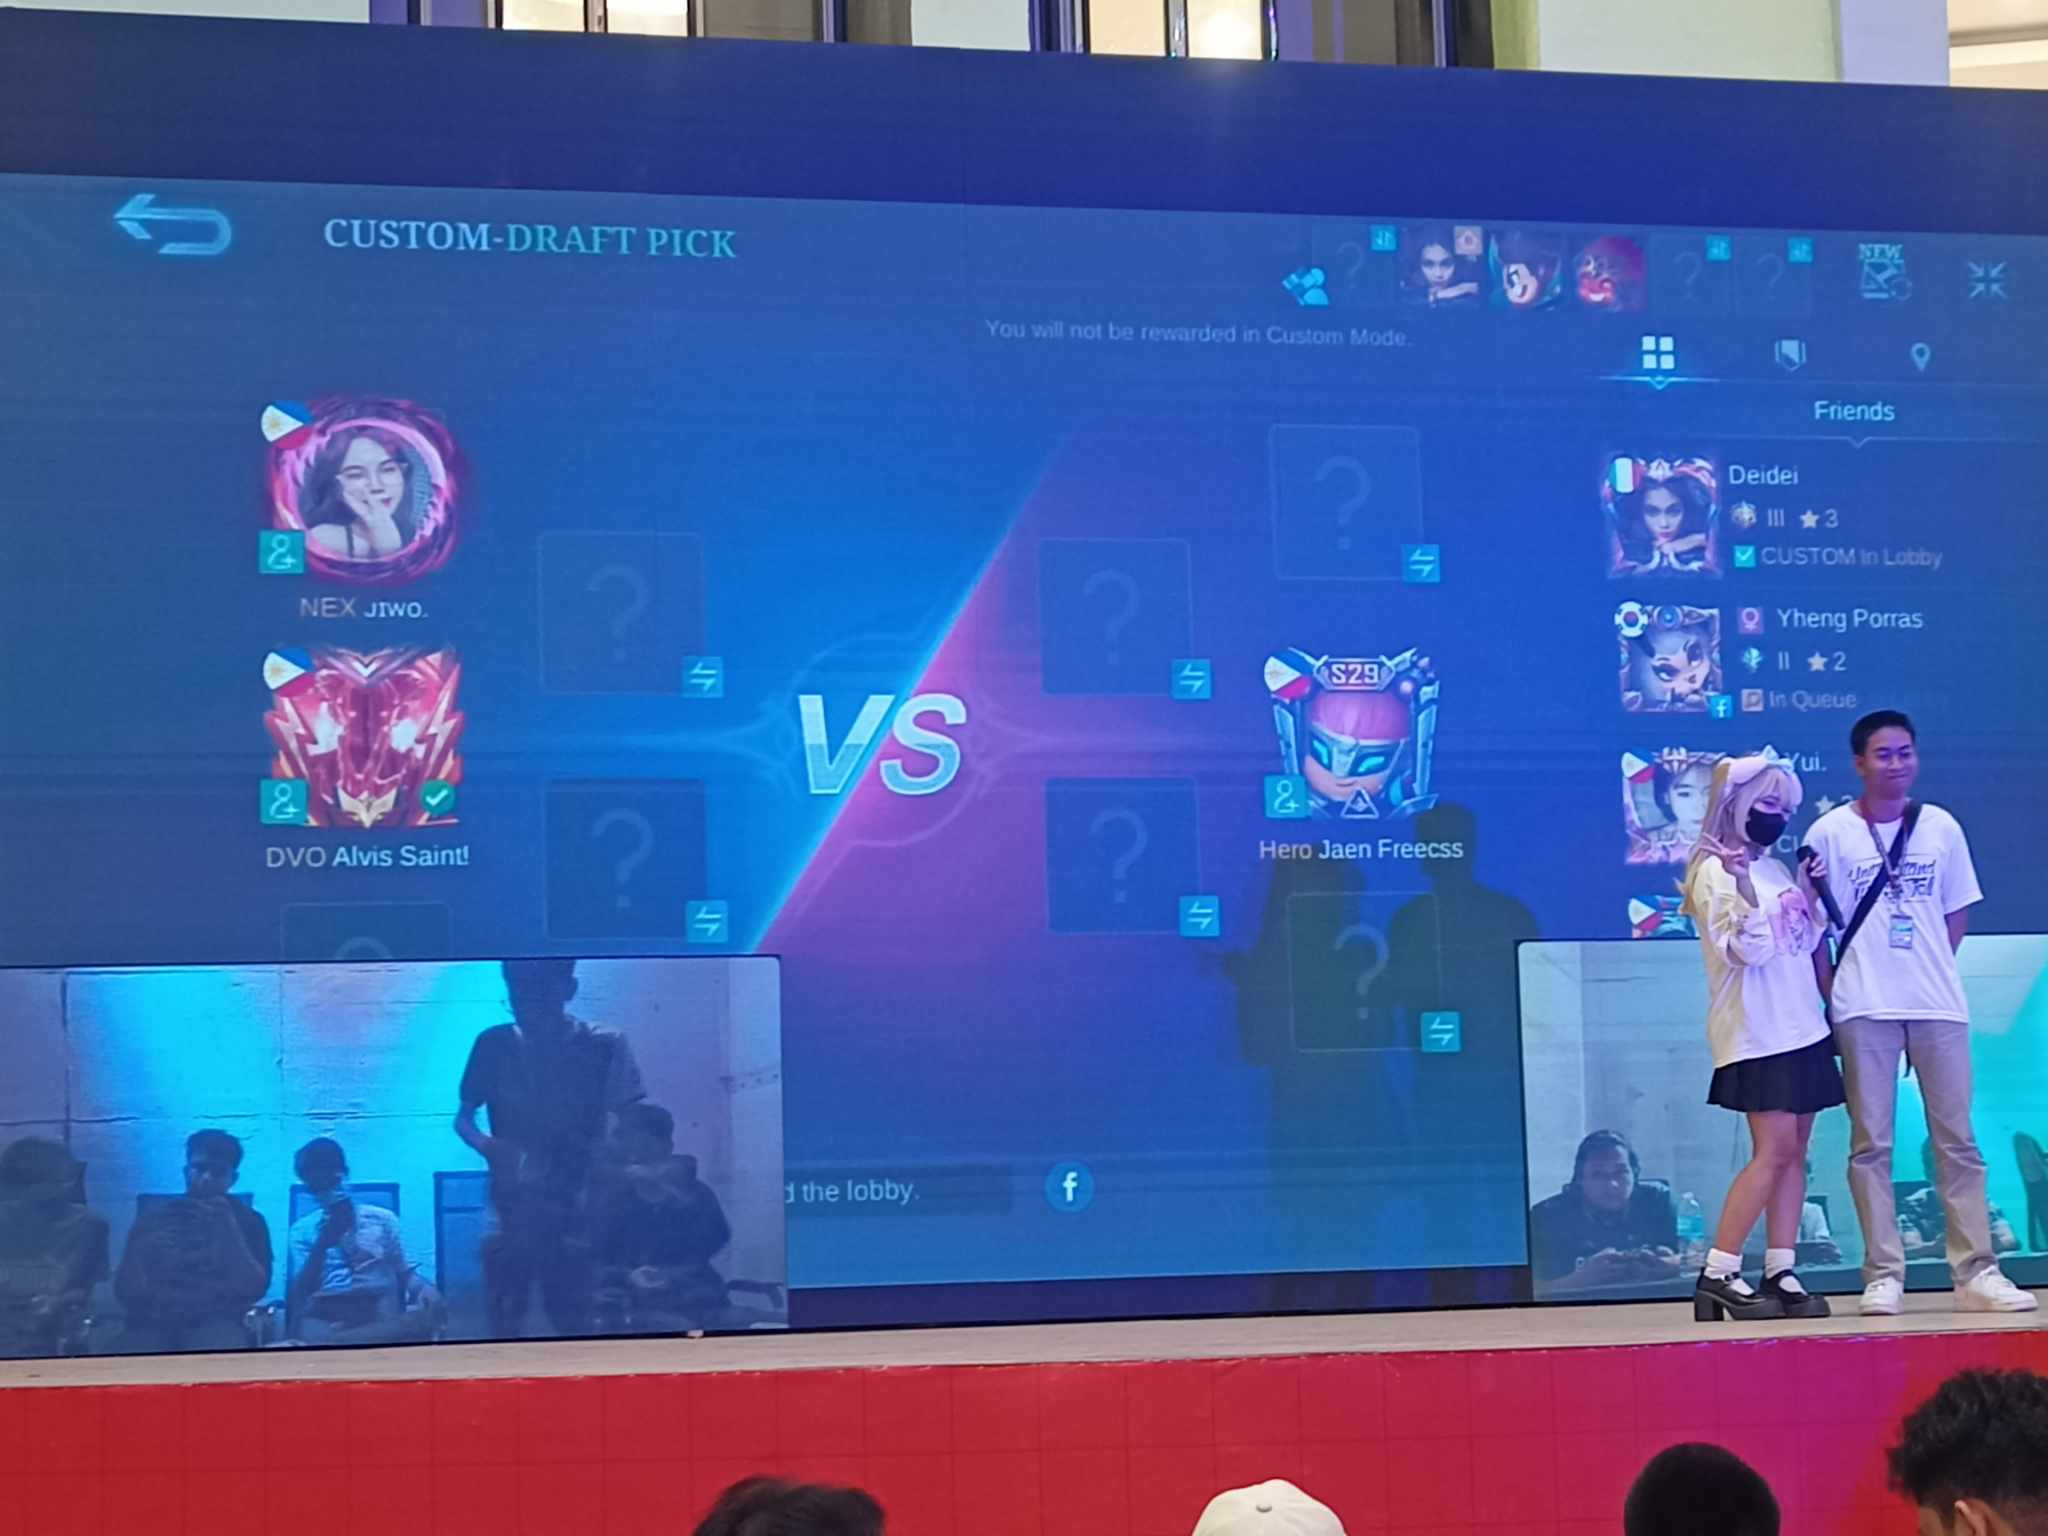 CUSTOM-DRAFT PICK
NEW
You will not be rewarded in Custom Mode.
Friends
Deidei
III ★3
CUSTOM In Lobby
NEX JIWO.
Yheng Porras
II ★2
In Queue
S29
VS
Yui.
DVO Alvis Saint!
Hero Jaen Freecss
d the lobby.
f